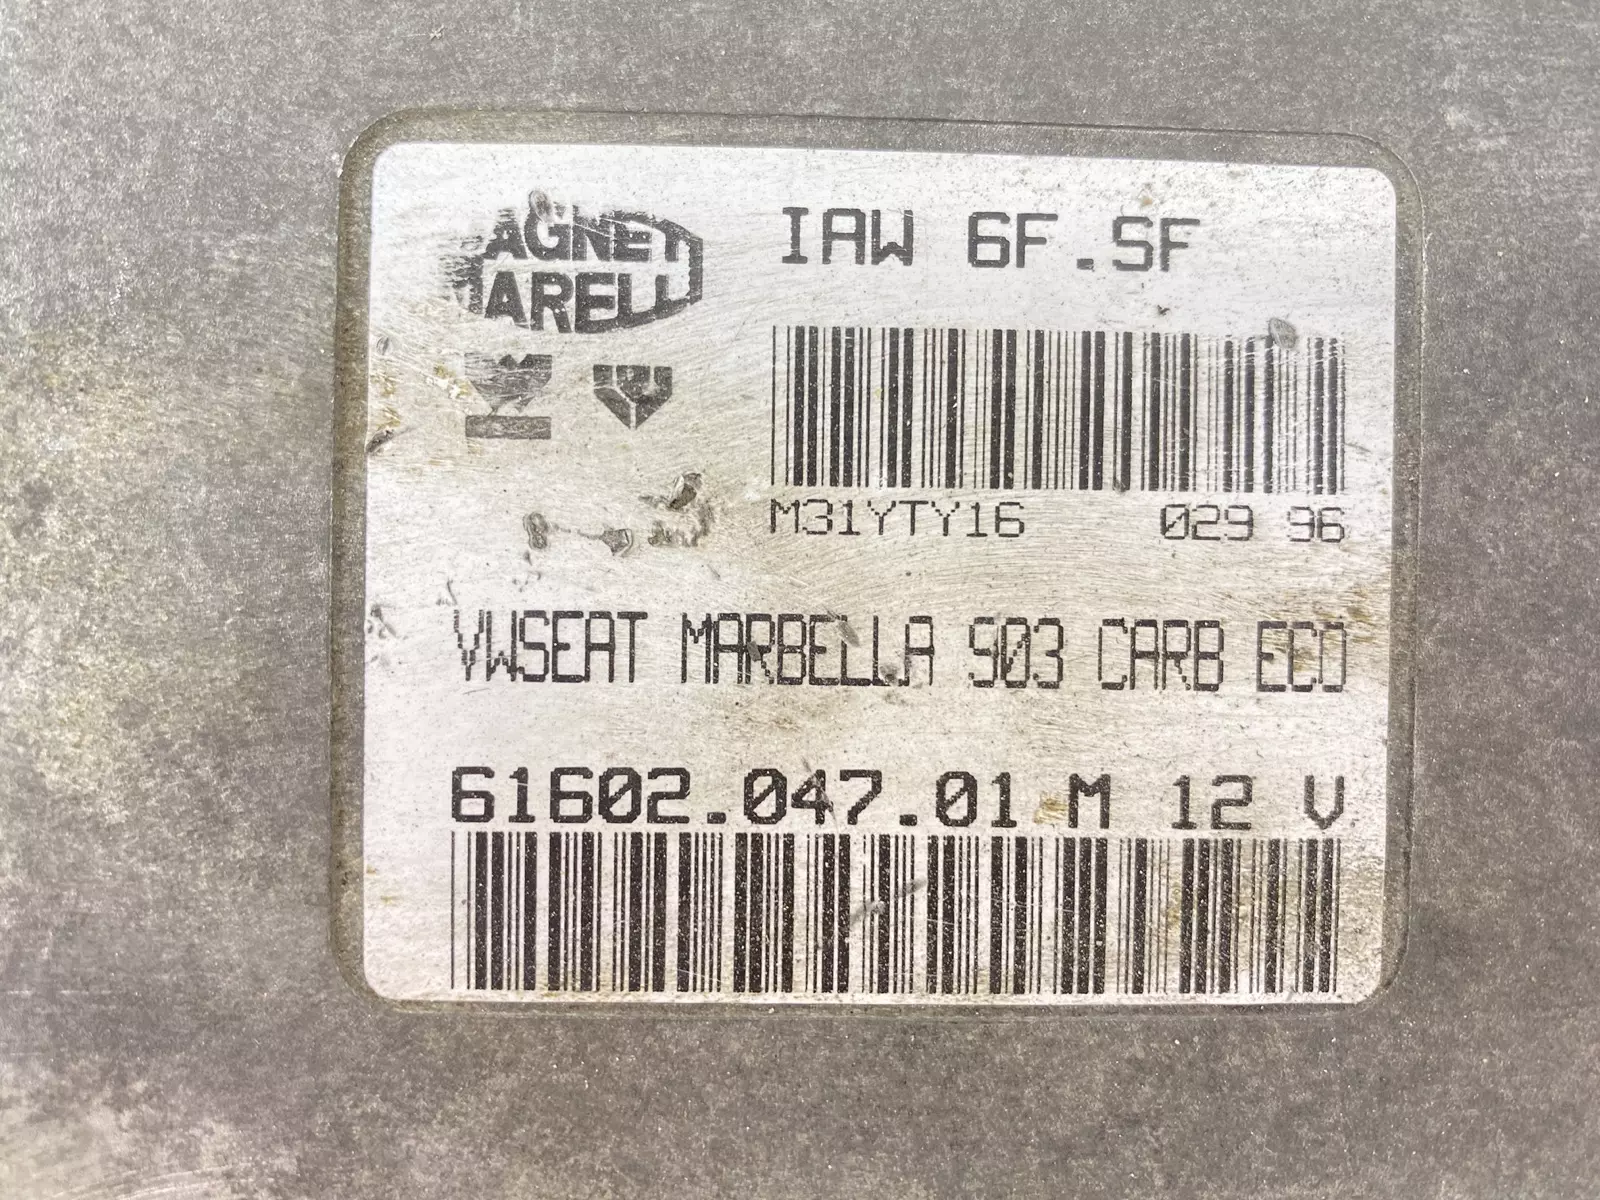 MAGNETI
MARELLI
IAW 6F.SF
M31YTY16 029 96
VWSEAT MARBELLA 903 CARB ECO
61602.047.01 M 12 V